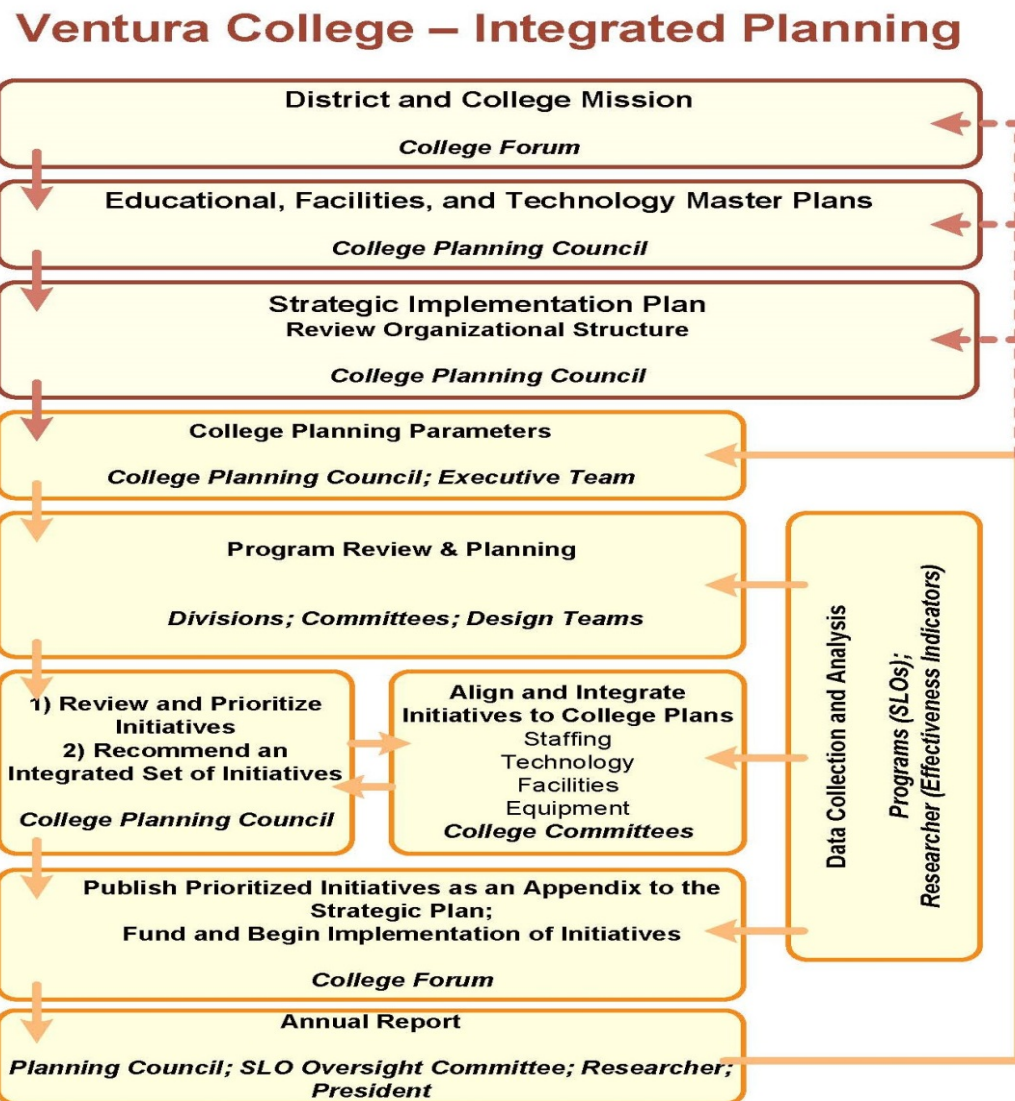 Ventura College – Integrated Planning
District and College Mission
College Forum
Educational, Facilities, and Technology Master Plans
College Planning Council
Strategic Implementation Plan
Review Organizational Structure
College Planning Council
College Planning Parameters
College Planning Council; Executive Team
Program Review & Planning
Divisions; Committees; Design Teams
1) Review and Prioritize
Initiatives
2) Recommend an
Integrated Set of Initiatives
College Planning Council
Align and Integrate
Initiatives to College Plans
Staffing
Technology
Facilities
Equipment
College Committees
Data Collection and Analysis
Programs (SLOs);
Researcher (Effectiveness Indicators)
Publish Prioritized Initiatives as an Appendix to the
Strategic Plan;
Fund and Begin Implementation of Initiatives
College Forum
Annual Report
Planning Council; SLO Oversight Committee; Researcher;
President